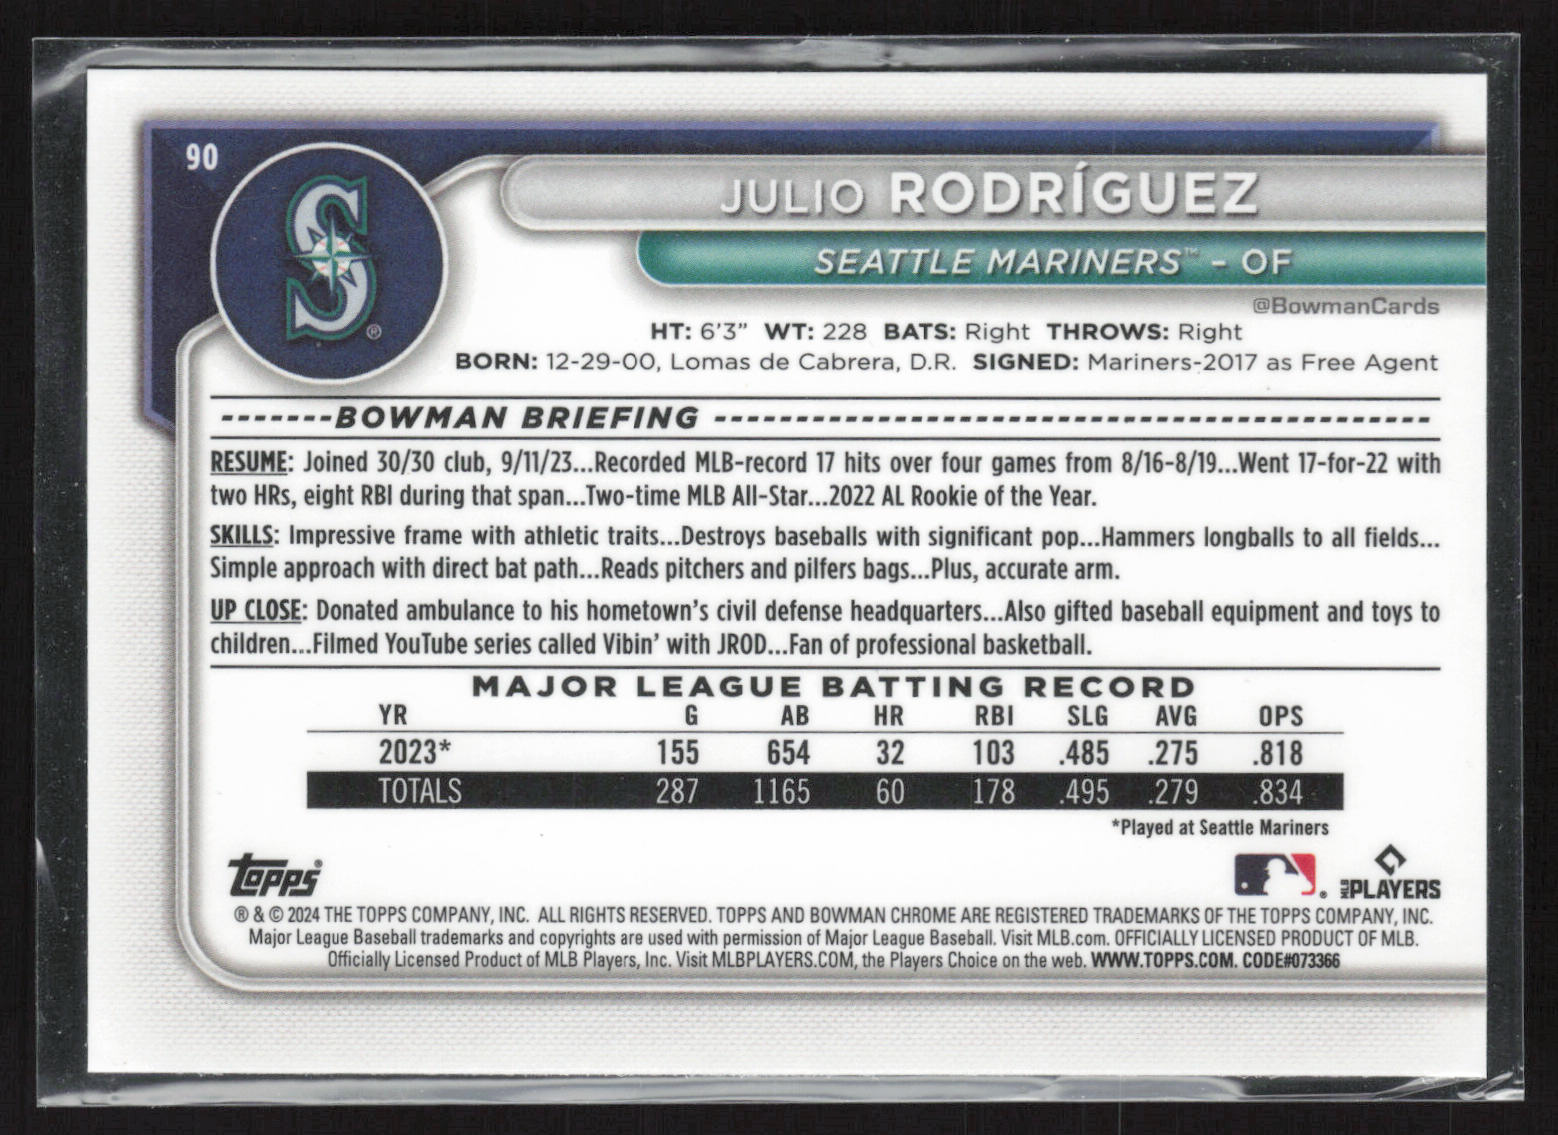 90
S
®
JULIO RODRÍGUEZ
SEATTLE MARINERS™ - OF
@BowmanCards
HT: 6'3" WT: 228 BATS: Right THROWS: Right
BORN: 12-29-00, Lomas de Cabrera, D.R. SIGNED: Mariners-2017 as Free Agent
-------BOWMAN BRIEFING --------------------------------------------
RESUME: Joined 30/30 club, 9/11/23...Recorded MLB-record 17 hits over four games from 8/16-8/19...Went 17-for-22 with
two HRs, eight RBI during that span...Two-time MLB All-Star...2022 AL Rookie of the Year.
SKILLS: Impressive frame with athletic traits...Destroys baseballs with significant pop...Hammers longballs to all fields...
Simple approach with direct bat path...Reads pitchers and pilfers bags...Plus, accurate arm.
UP CLOSE: Donated ambulance to his hometown's civil defense headquarters...Also gifted baseball equipment and toys to
children...Filmed YouTube series called Vibin' with JROD...Fan of professional basketball.
MAJOR LEAGUE BATTING RECORD
YR G AB HR RBI SLG AVG OPS
2023* 155 654 32 103 .485 .275 .818
TOTALS 287 1165 60 178 .495 .279 .834
*Played at Seattle Mariners
Topps®
® MLB PLAYERS
® & © 2024 THE TOPPS COMPANY, INC. ALL RIGHTS RESERVED. TOPPS AND BOWMAN CHROME ARE REGISTERED TRADEMARKS OF THE TOPPS COMPANY, INC.
Major League Baseball trademarks and copyrights are used with permission of Major League Baseball. Visit MLB.com. OFFICIALLY LICENSED PRODUCT OF MLB.
Officially Licensed Product of MLB Players, Inc. Visit MLBPLAYERS.COM, the Players Choice on the web. WWW.TOPPS.COM. CODE#073366